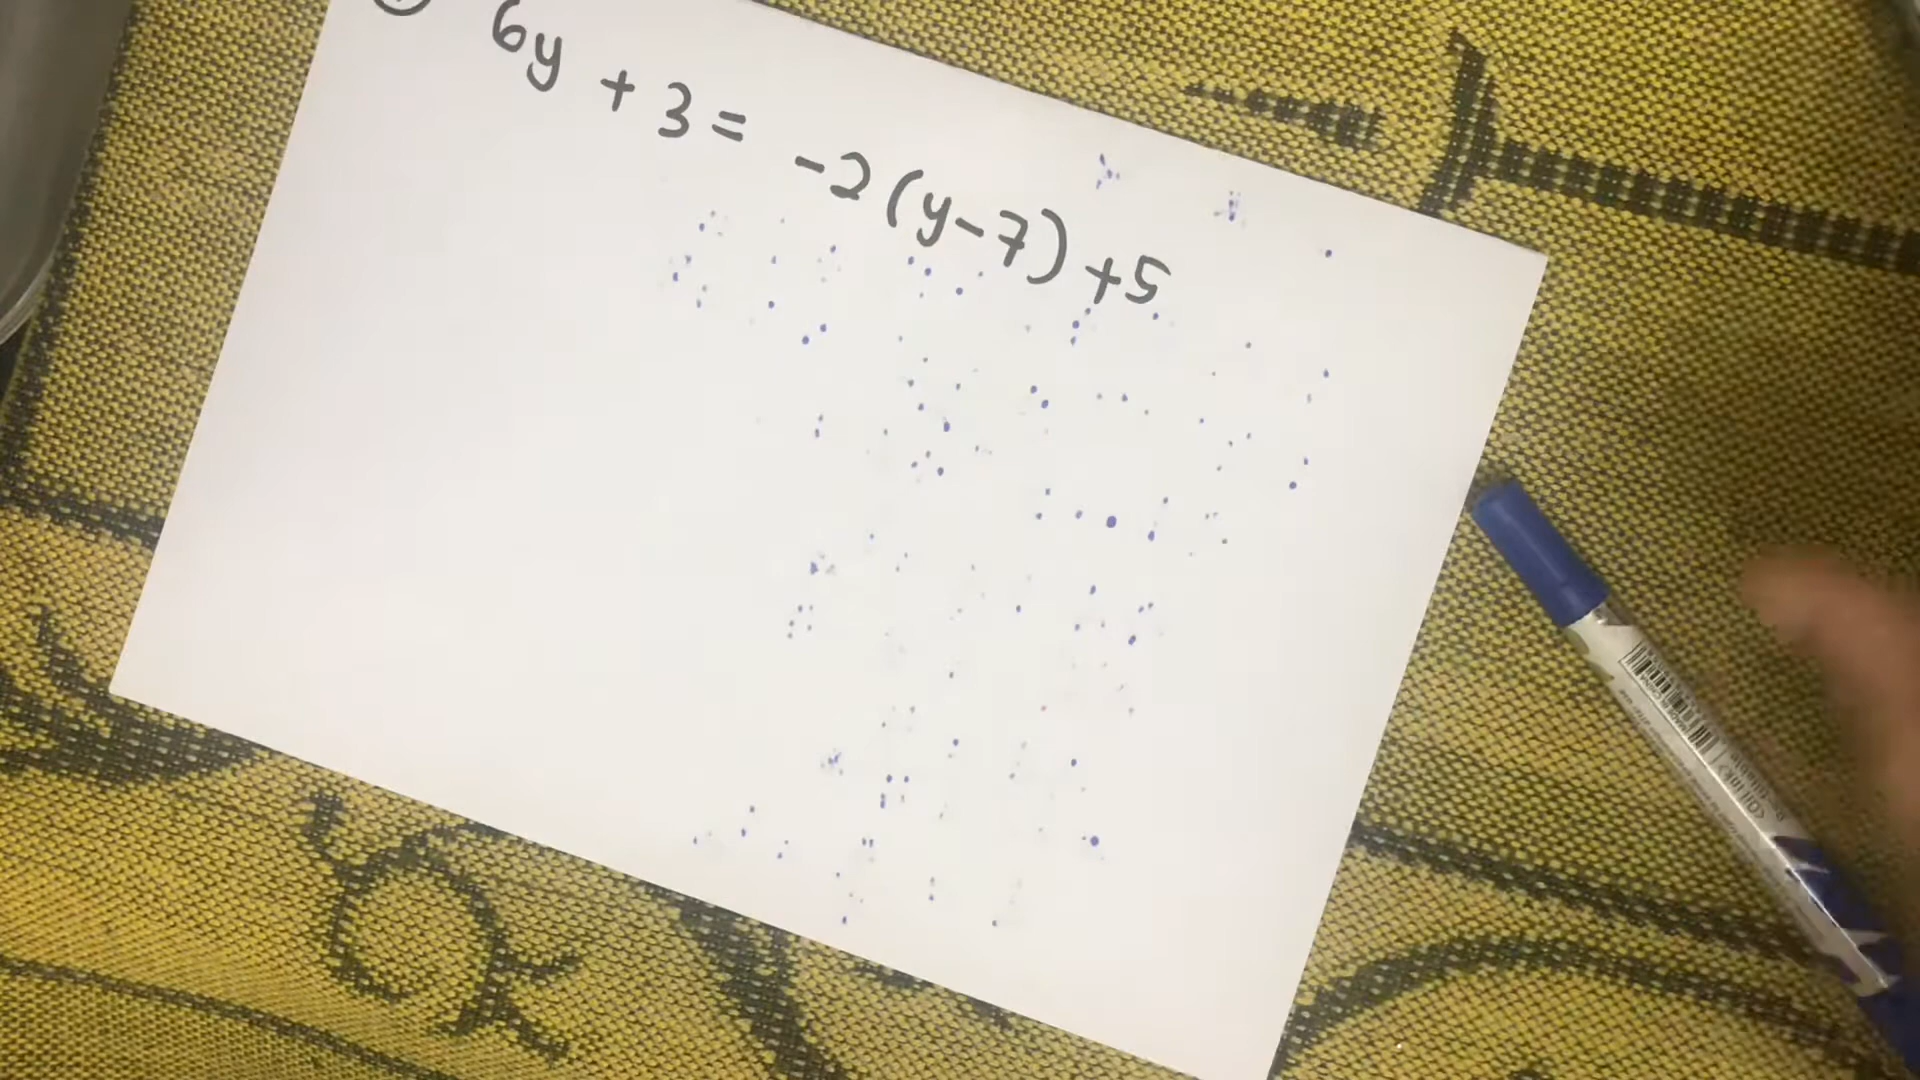 6y + 3 = -2(y-7) +5